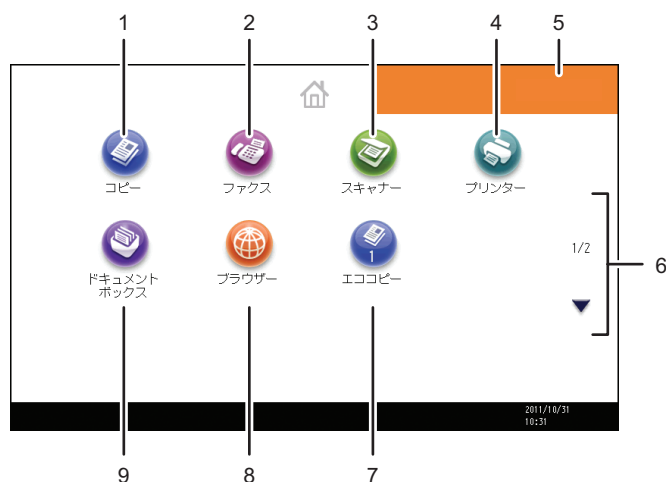 1 2 3 4 5
コピー ファクス スキャナー プリンター
1/2
6
ドキュメント
ボックス
ブラウザー
1
エココピー
2011/10/31
10:31
9 8 7